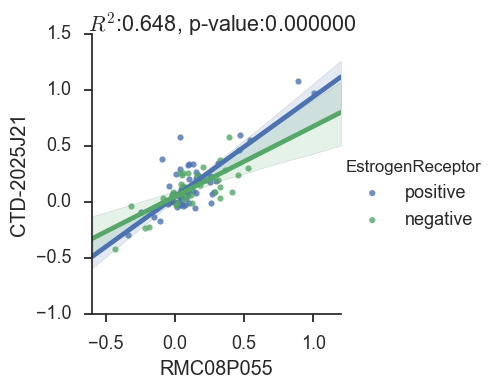 R²:0.648, p-value:0.000000
1.5
1.0
0.5
0.0
−0.5
−1.0
CTD-2025J21
−0.5 0.0 0.5 1.0
RMC08P055
EstrogenReceptor
positive
negative